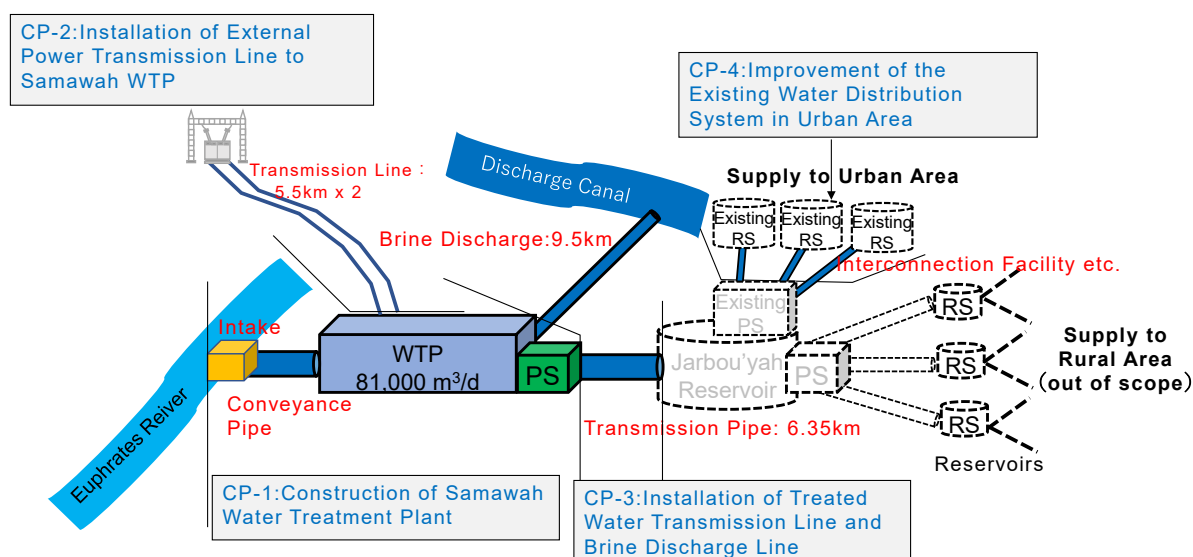 CP-2:Installation of External
Power Transmission Line to
Samawah WTP
CP-4:Improvement of the
Existing Water Distribution
System in Urban Area
Transmission Line：
5.5km x 2
Discharge Canal
Supply to Urban Area
Existing
RS
Existing
RS
Existing
RS
Brine Discharge:9.5km
Interconnection Facility etc.
Existing
PS
RS
Intake
WTP
81,000 m³/d
PS
Jarbou'yah
Reservoir
PS
RS
Supply to
Rural Area
(out of scope)
Conveyance
Pipe
Transmission Pipe: 6.35km
RS
Reservoirs
Euphrates Reiver
CP-1:Construction of Samawah
Water Treatment Plant
CP-3:Installation of Treated
Water Transmission Line and
Brine Discharge Line